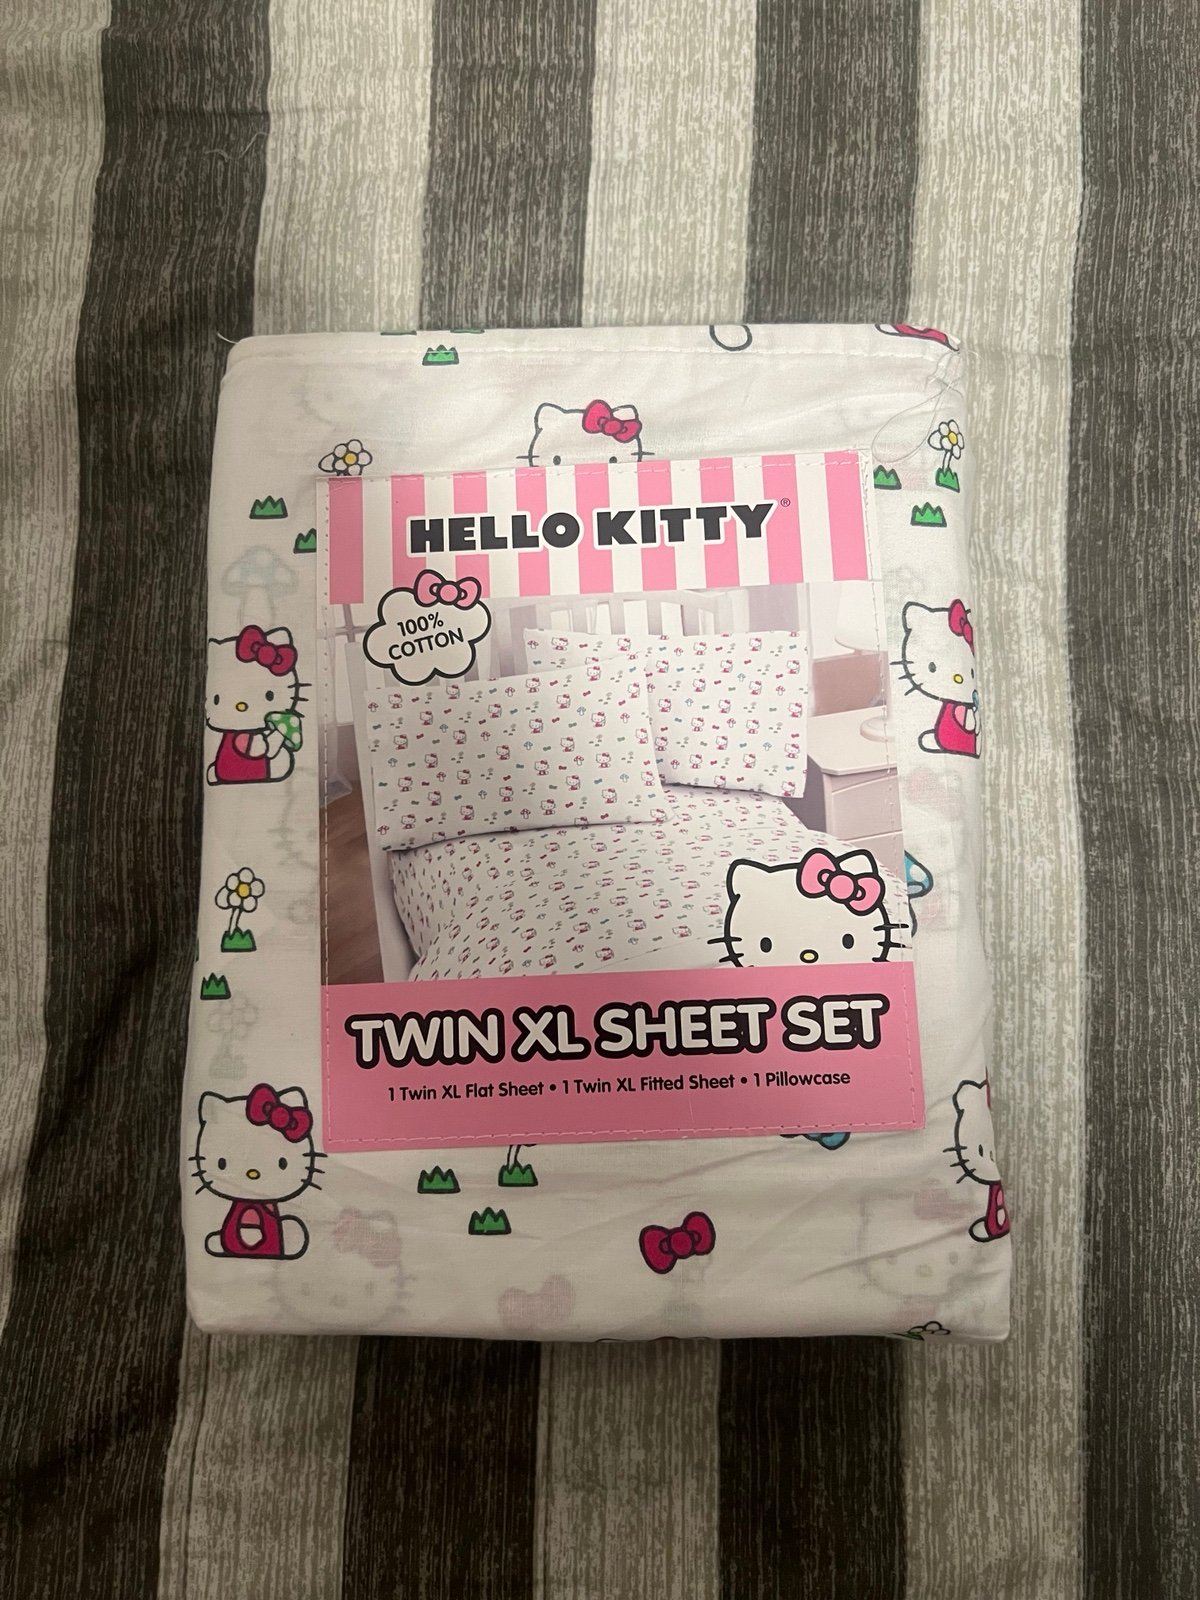 HELLO KITTY®
100%
COTTON
TWIN XL SHEET SET
1 Twin XL Flat Sheet • 1 Twin XL Fitted Sheet • 1 Pillowcase